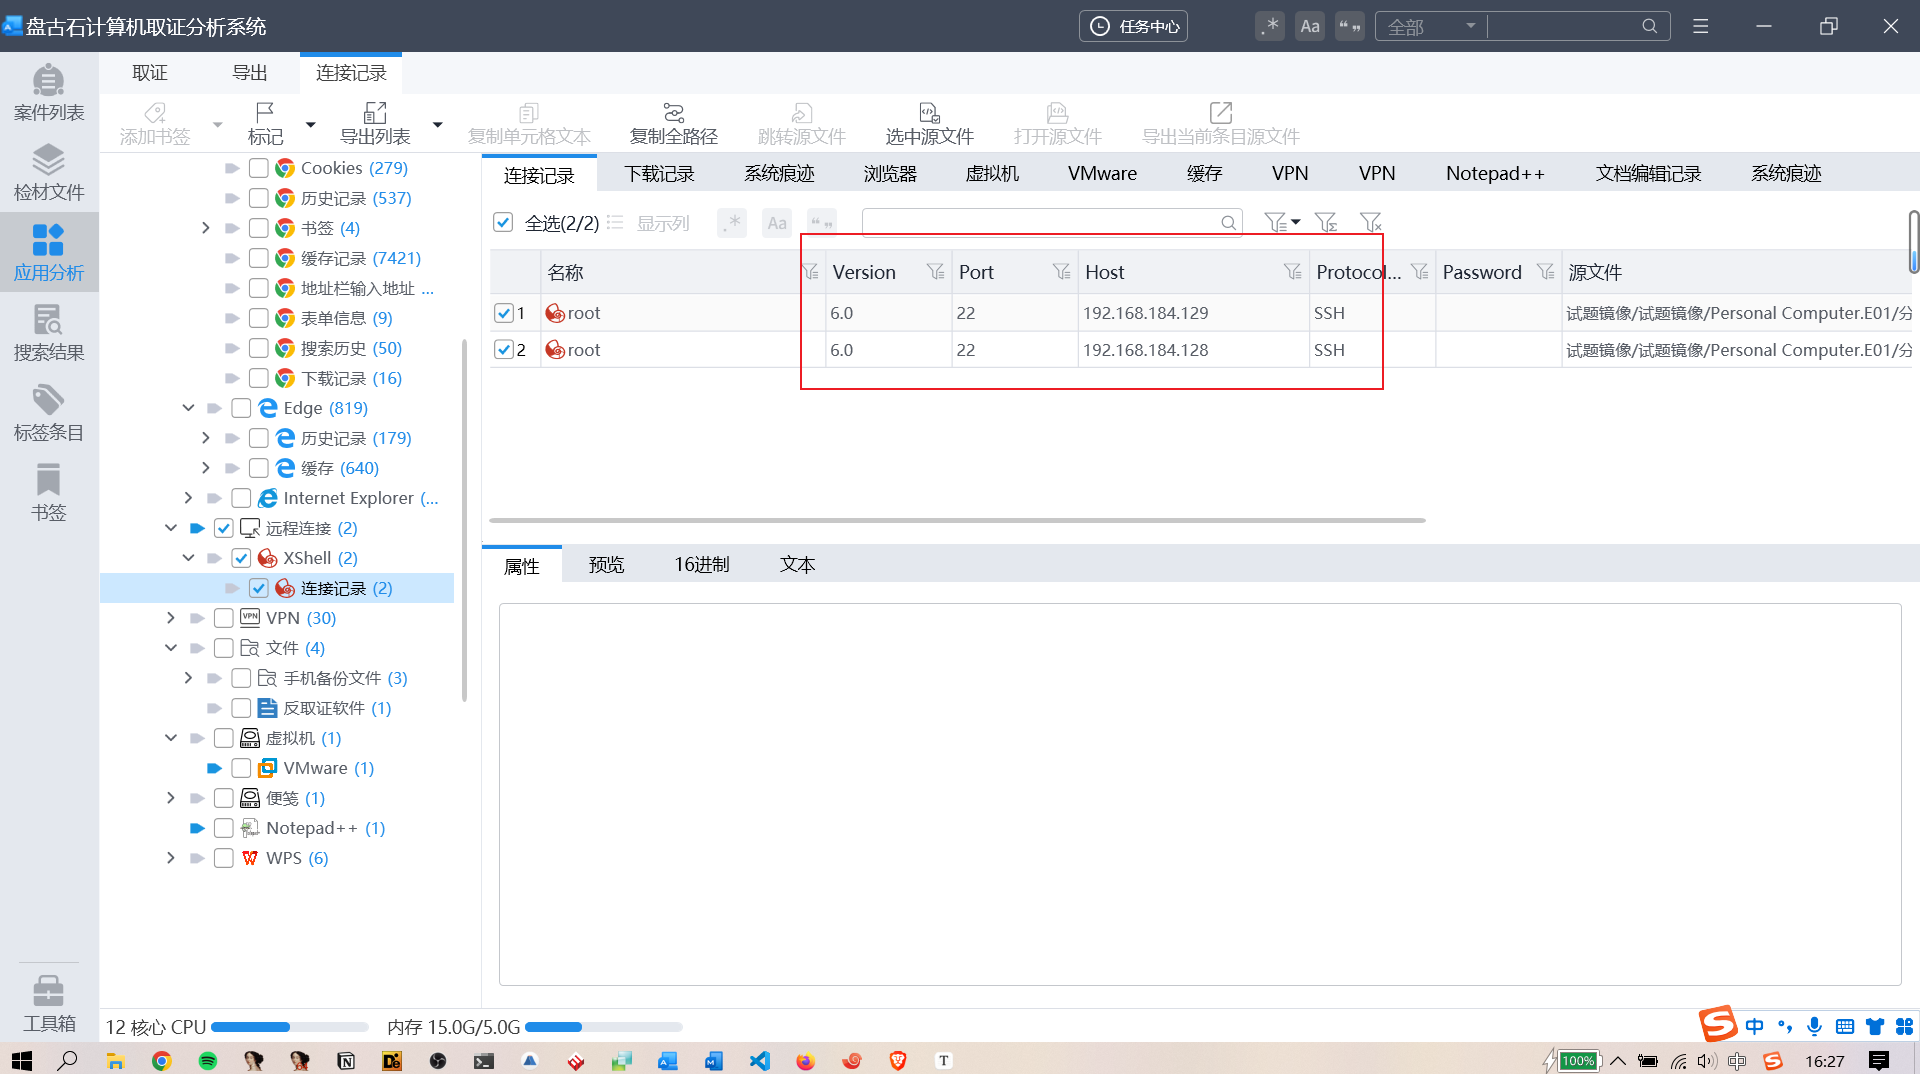 盘古石计算机取证分析系统
任务中心
.*
Aa
全部
取证
导出
连接记录
添加书签
标记
导出列表
复制单元格文本
复制全路径
跳转源文件
选中源文件
打开源文件
导出当前条目源文件
案件列表
检材文件
应用分析
搜索结果
标签条目
书签
工具箱
Cookies (279)
历史记录 (537)
书签 (4)
缓存记录 (7421)
地址栏输入地址 ...
表单信息 (9)
搜索历史 (50)
下载记录 (16)
Edge (819)
历史记录 (179)
缓存 (640)
Internet Explorer (...
远程连接 (2)
XShell (2)
连接记录 (2)
VPN (30)
文件 (4)
手机备份文件 (3)
反取证软件 (1)
虚拟机 (1)
VMware (1)
便笺 (1)
Notepad++ (1)
WPS (6)
连接记录 下载记录 系统痕迹 浏览器 虚拟机 VMware 缓存 VPN VPN Notepad++ 文档编辑记录 系统痕迹
全选(2/2) 显示列 .* Aa
名称 Version Port Host Protocol... Password 源文件
1 root 6.0 22 192.168.184.129 SSH 试题镜像/试题镜像/Personal Computer.E01/分
2 root 6.0 22 192.168.184.128 SSH 试题镜像/试题镜像/Personal Computer.E01/分
属性 预览 16进制 文本
12 核心 CPU 内存 15.0G/5.0G
中
100% 中 16:27